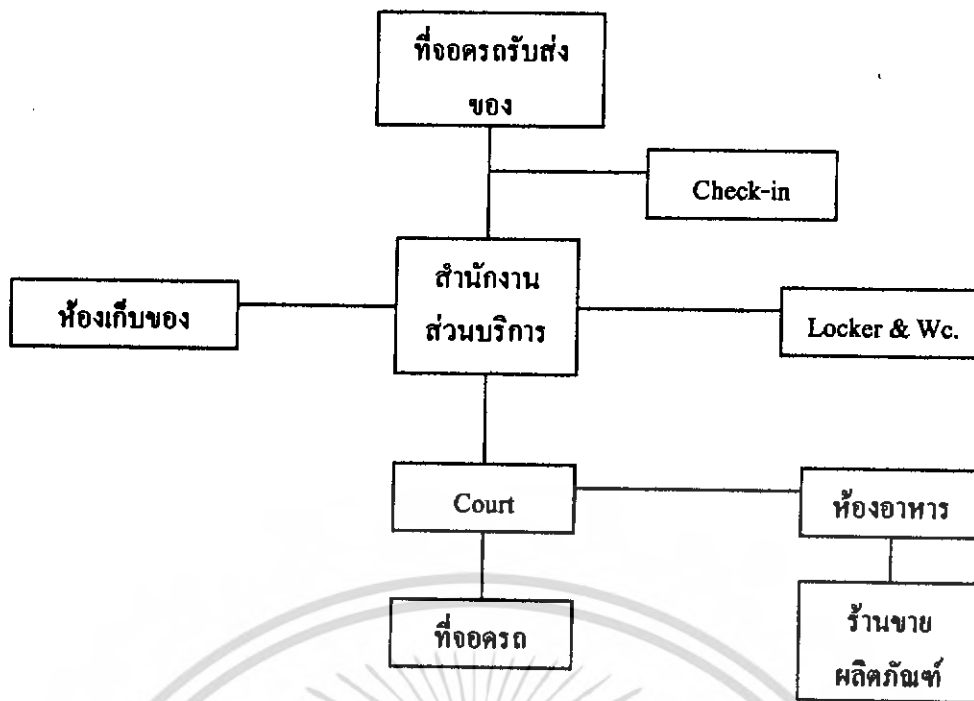 ที่จอดรถรับส่ง
ของ
Check-in
สำนักงาน
ส่วนบริการ
ห้องเก็บของ
Locker & Wc.
Court
ห้องอาหาร
ที่จอดรถ
ร้านขาย
ผลิตภัณฑ์